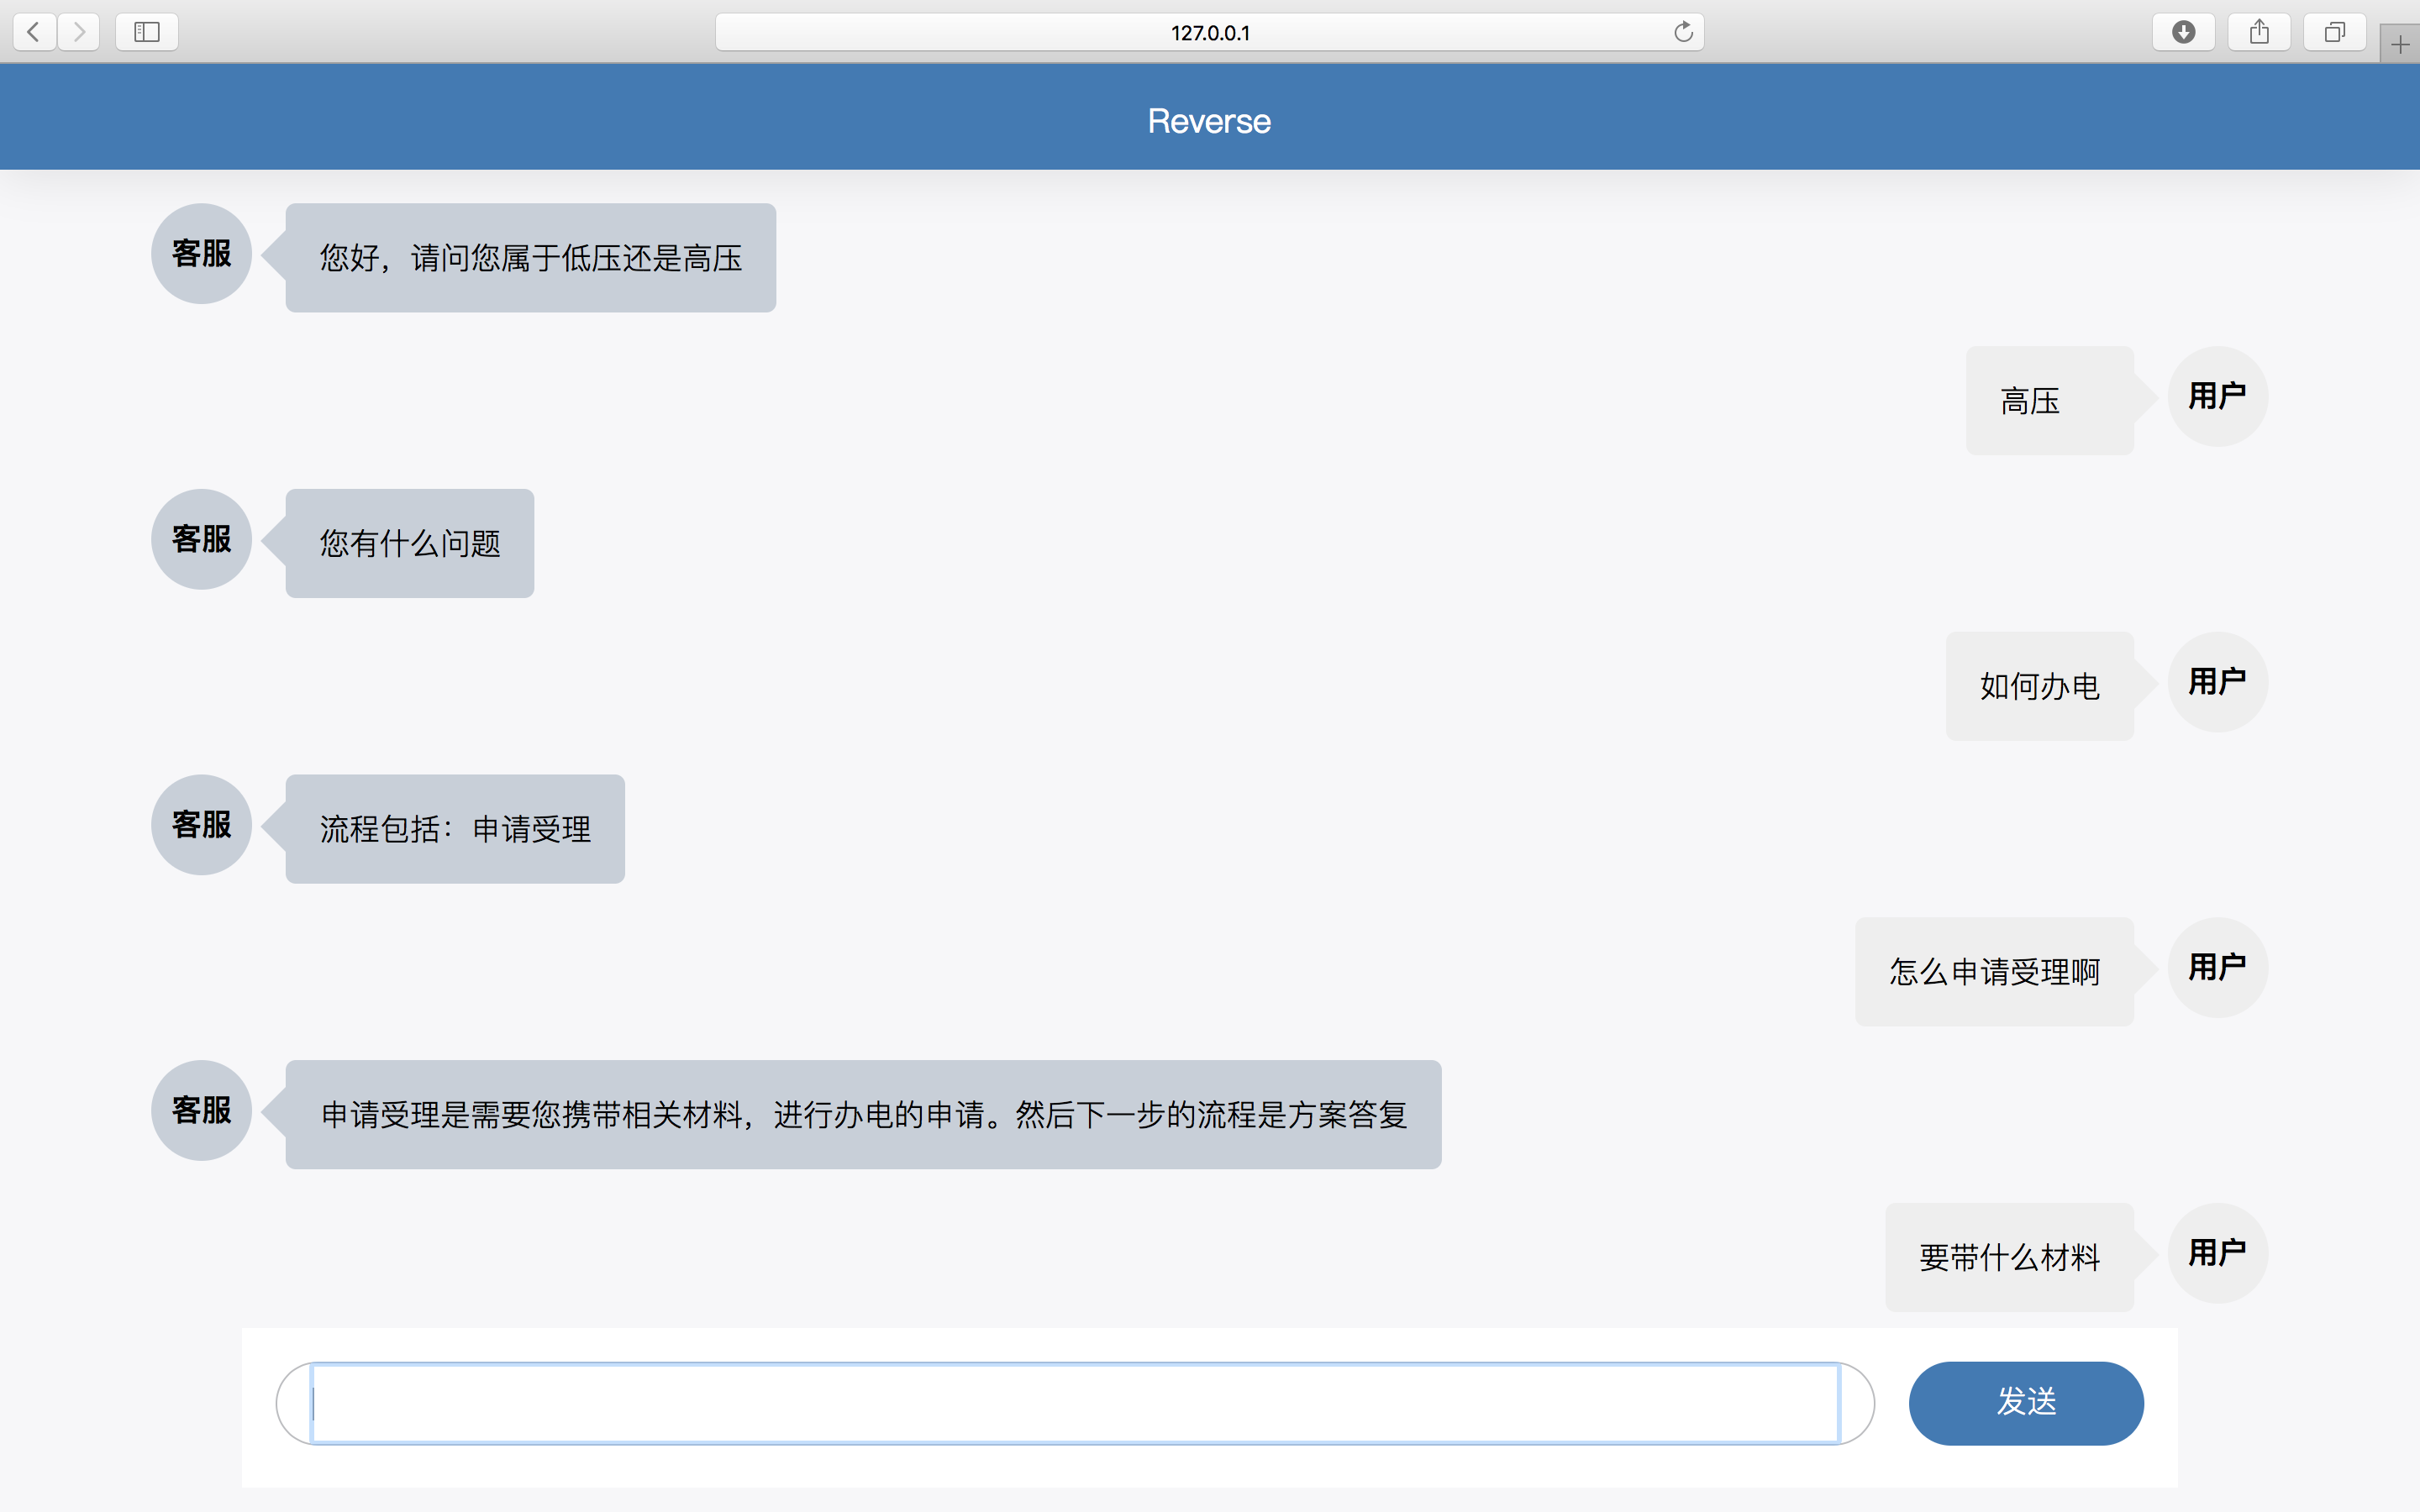 127.0.0.1
Reverse
客服
您好，请问您属于低压还是高压
高压
用户
客服
您有什么问题
如何办电
用户
客服
流程包括：申请受理
怎么申请受理啊
用户
客服
申请受理是需要您携带相关材料，进行办电的申请。然后下一步的流程是方案答复
要带什么材料
用户
发送